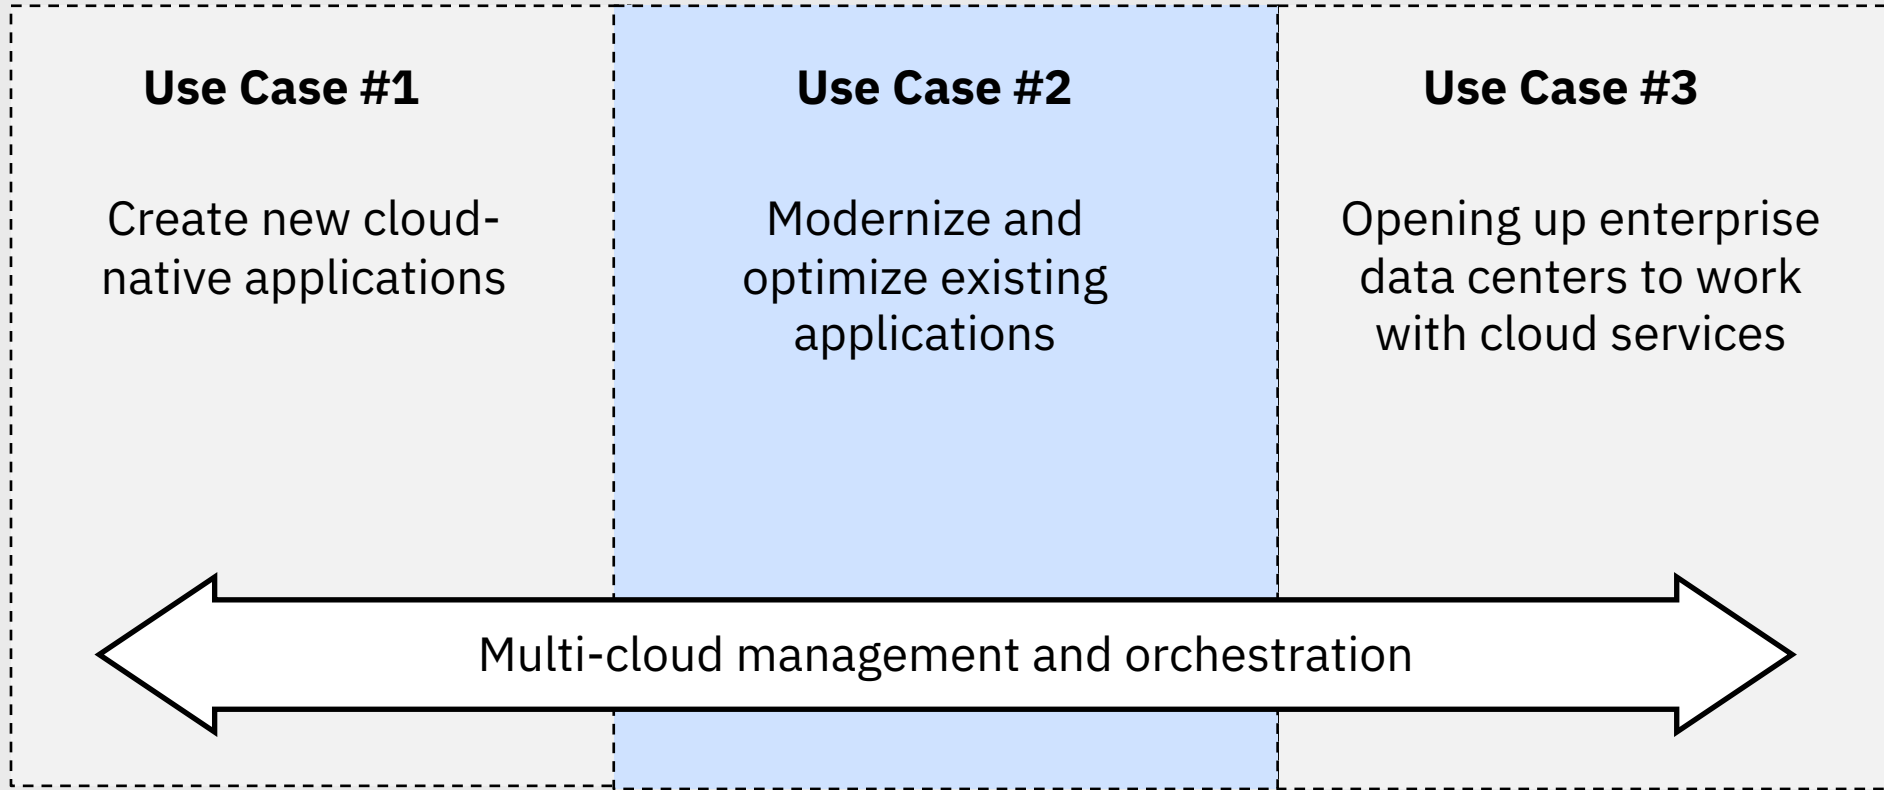 Use Case #1
Create new cloud-
native applications
Use Case #2
Modernize and
optimize existing
applications
Use Case #3
Opening up enterprise
data centers to work
with cloud services
Multi-cloud management and orchestration